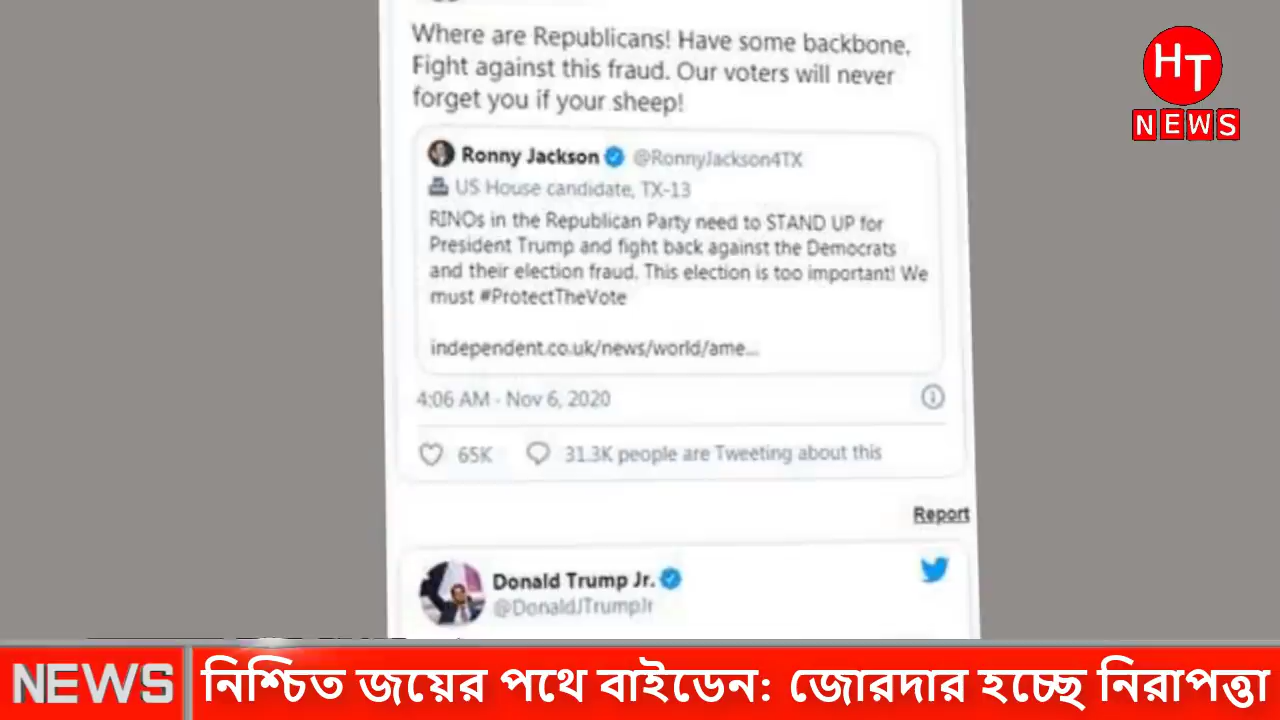 Where are Republicans! Have some backbone.
Fight against this fraud. Our voters will never
forget you if your sheep!
Ronny Jackson @RonnyJackson4TX
US House candidate, TX-13
RINOs in the Republican Party need to STAND UP for
President Trump and fight back against the Democrats
and their election fraud. This election is too important! We
must #ProtectTheVote
independent.co.uk/news/world/ame...
4:06 AM - Nov 6, 2020
65K 31.3K people are Tweeting about this
Report
Donald Trump Jr.
@DonaldJTrumpJr
HT
NEWS
NEWS নিশ্চিত জয়ের পথে বাইডেন: জোরদার হচ্ছে নিরাপত্তা